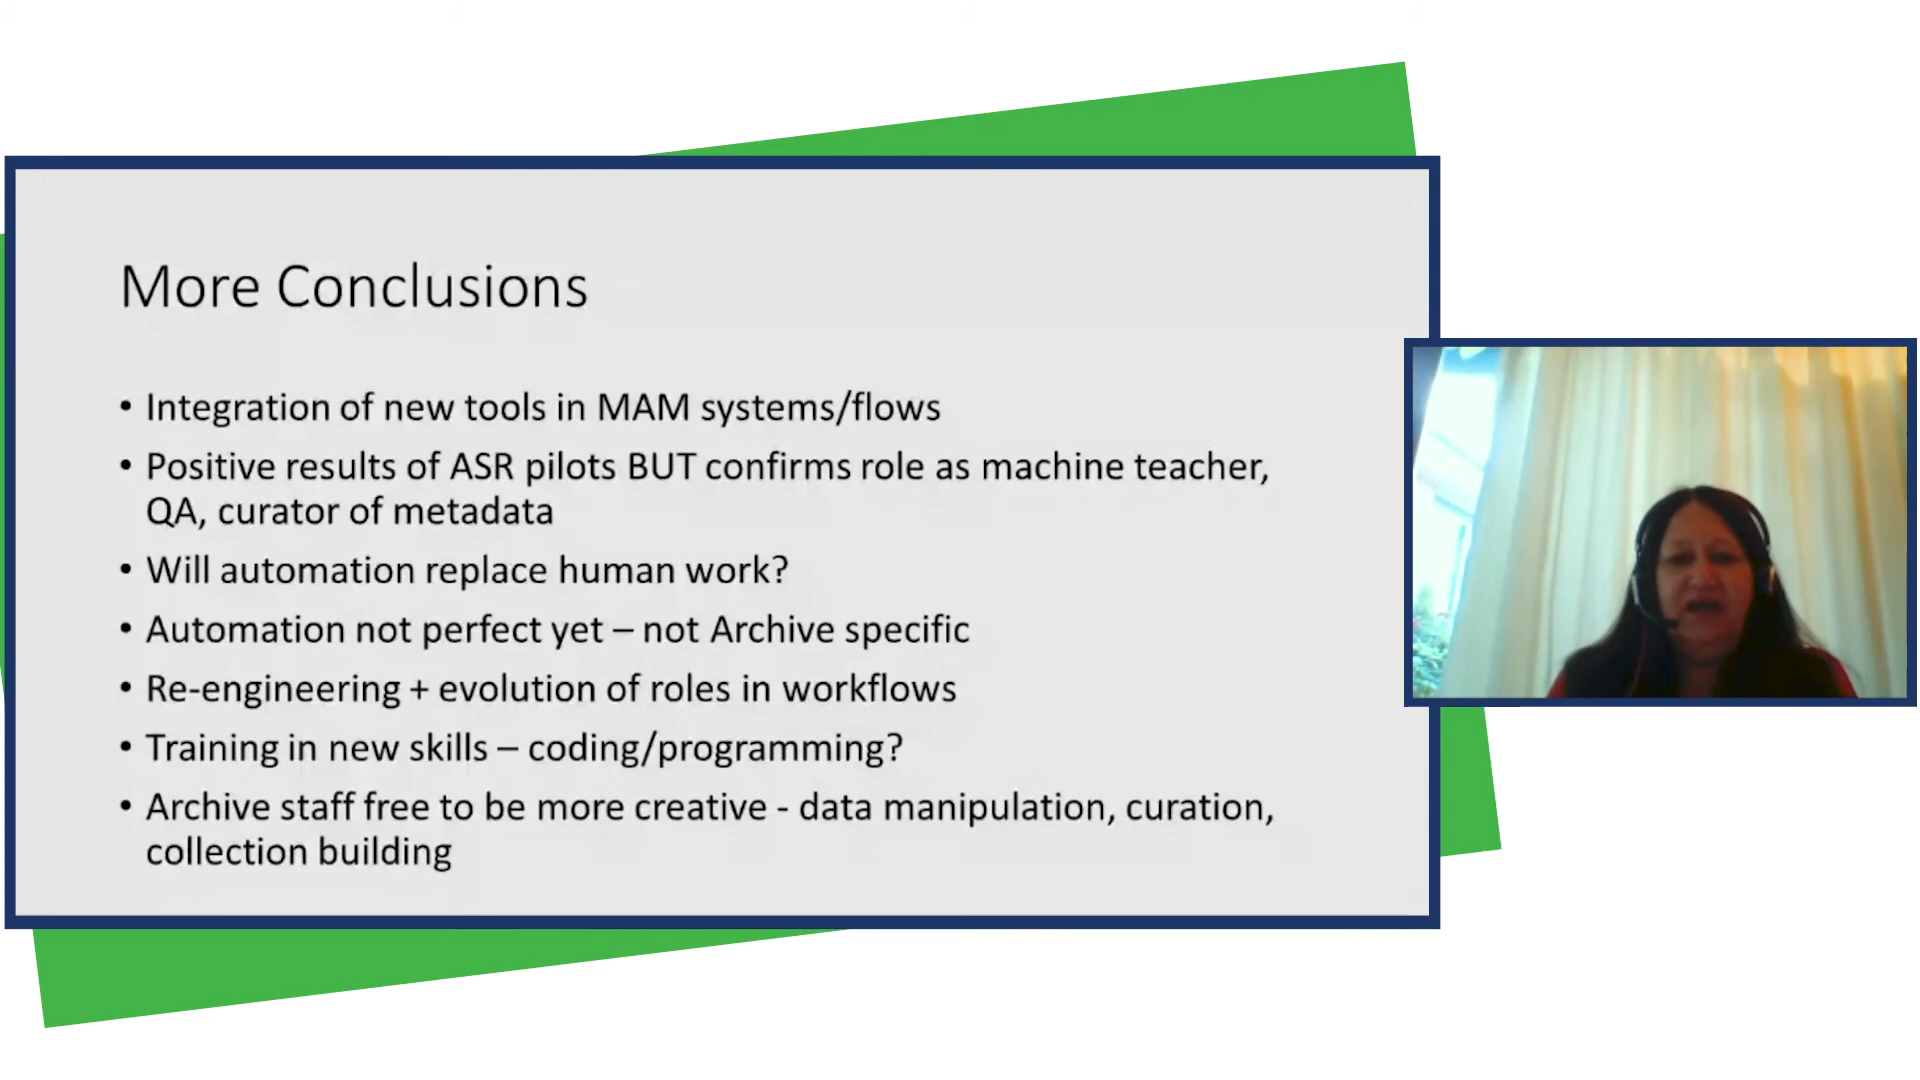 More Conclusions
• Integration of new tools in MAM systems/flows
• Positive results of ASR pilots BUT confirms role as machine teacher,
QA, curator of metadata
• Will automation replace human work?
• Automation not perfect yet – not Archive specific
• Re-engineering + evolution of roles in workflows
• Training in new skills – coding/programming?
• Archive staff free to be more creative - data manipulation, curation,
collection building